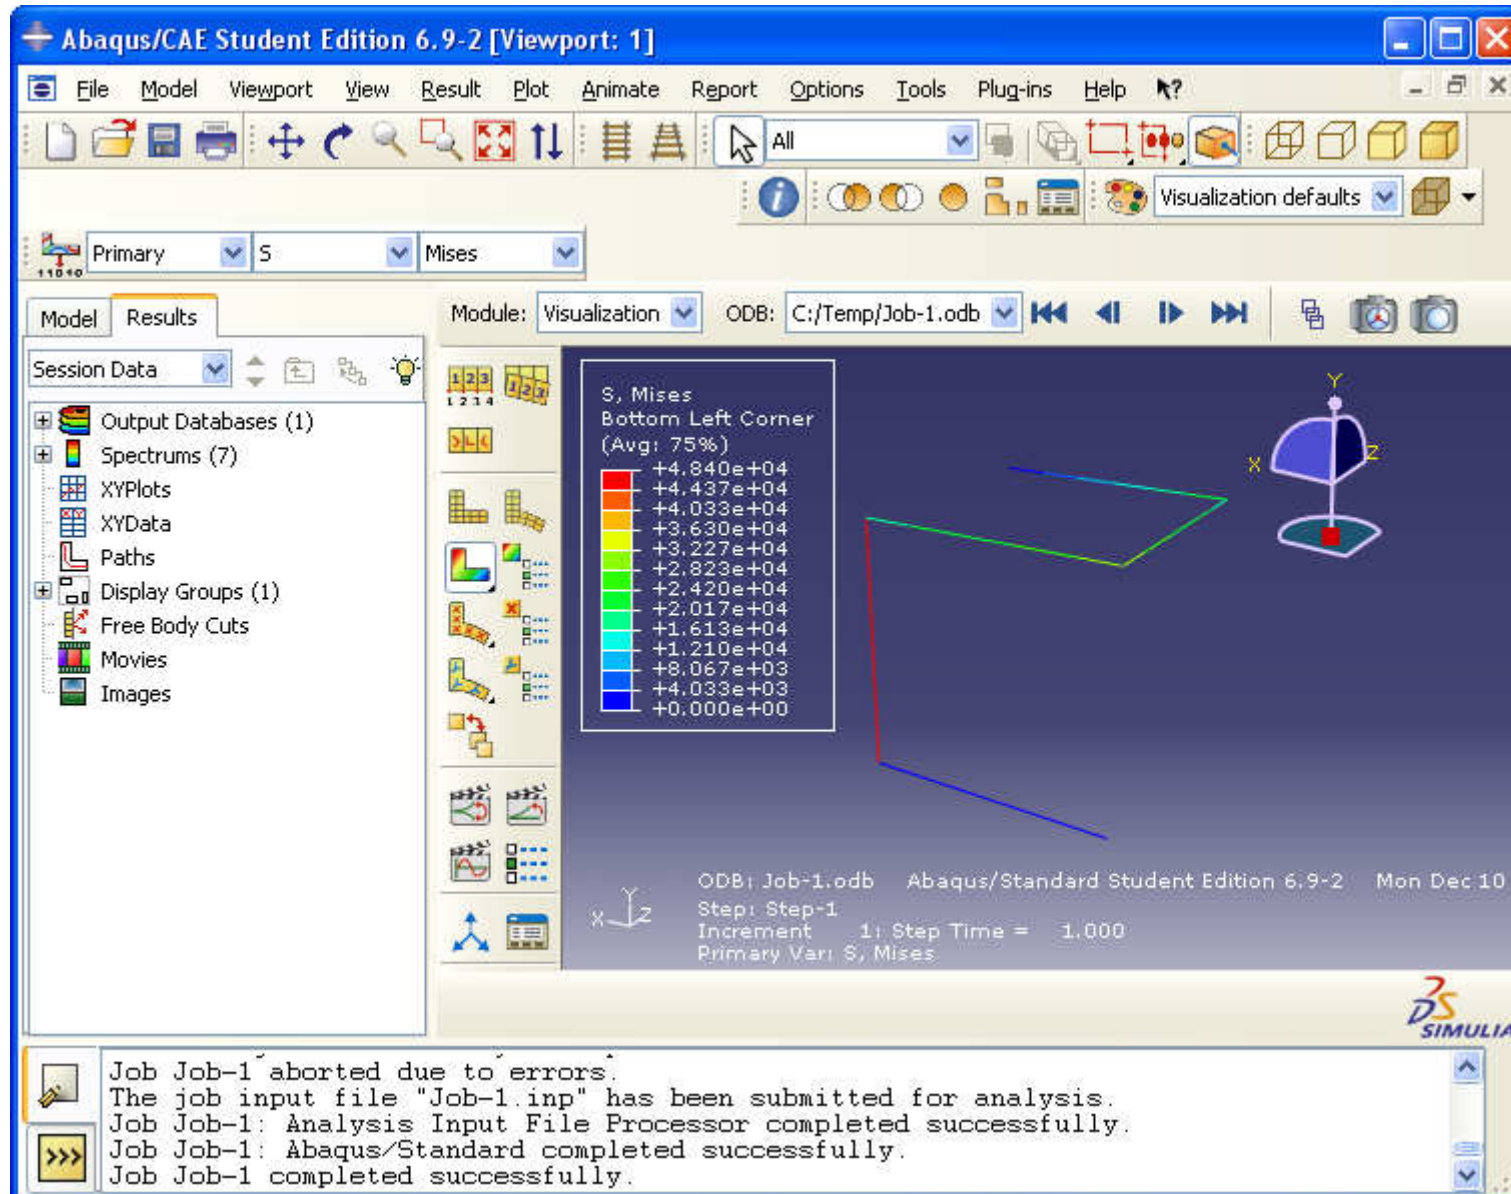 Abaqus/CAE Student Edition 6.9-2 [Viewport: 1]
File Model Viewport View Result Plot Animate Report Options Tools Plug-ins Help ?
All
Visualization defaults
Primary S Mises
Model Results
Module: Visualization ODB: C:/Temp/Job-1.odb
Session Data
Output Databases (1)
Spectrums (7)
XYPlots
XYData
Paths
Display Groups (1)
Free Body Cuts
Movies
Images
S, Mises
Bottom Left Corner
(Avg: 75%)
+4.840e+04
+4.437e+04
+4.033e+04
+3.630e+04
+3.227e+04
+2.823e+04
+2.420e+04
+2.017e+04
+1.613e+04
+1.210e+04
+8.067e+03
+4.033e+03
+0.000e+00
Y
X Z
Y
X Z
ODB: Job-1.odb Abaqus/Standard Student Edition 6.9-2 Mon Dec 10
Step: Step-1
Increment 1: Step Time = 1.000
Primary Var: S, Mises
SIMULIA
Job Job-1 aborted due to errors.
The job input file "Job-1.inp" has been submitted for analysis.
Job Job-1: Analysis Input File Processor completed successfully.
Job Job-1: Abaqus/Standard completed successfully.
Job Job-1 completed successfully.
>>>